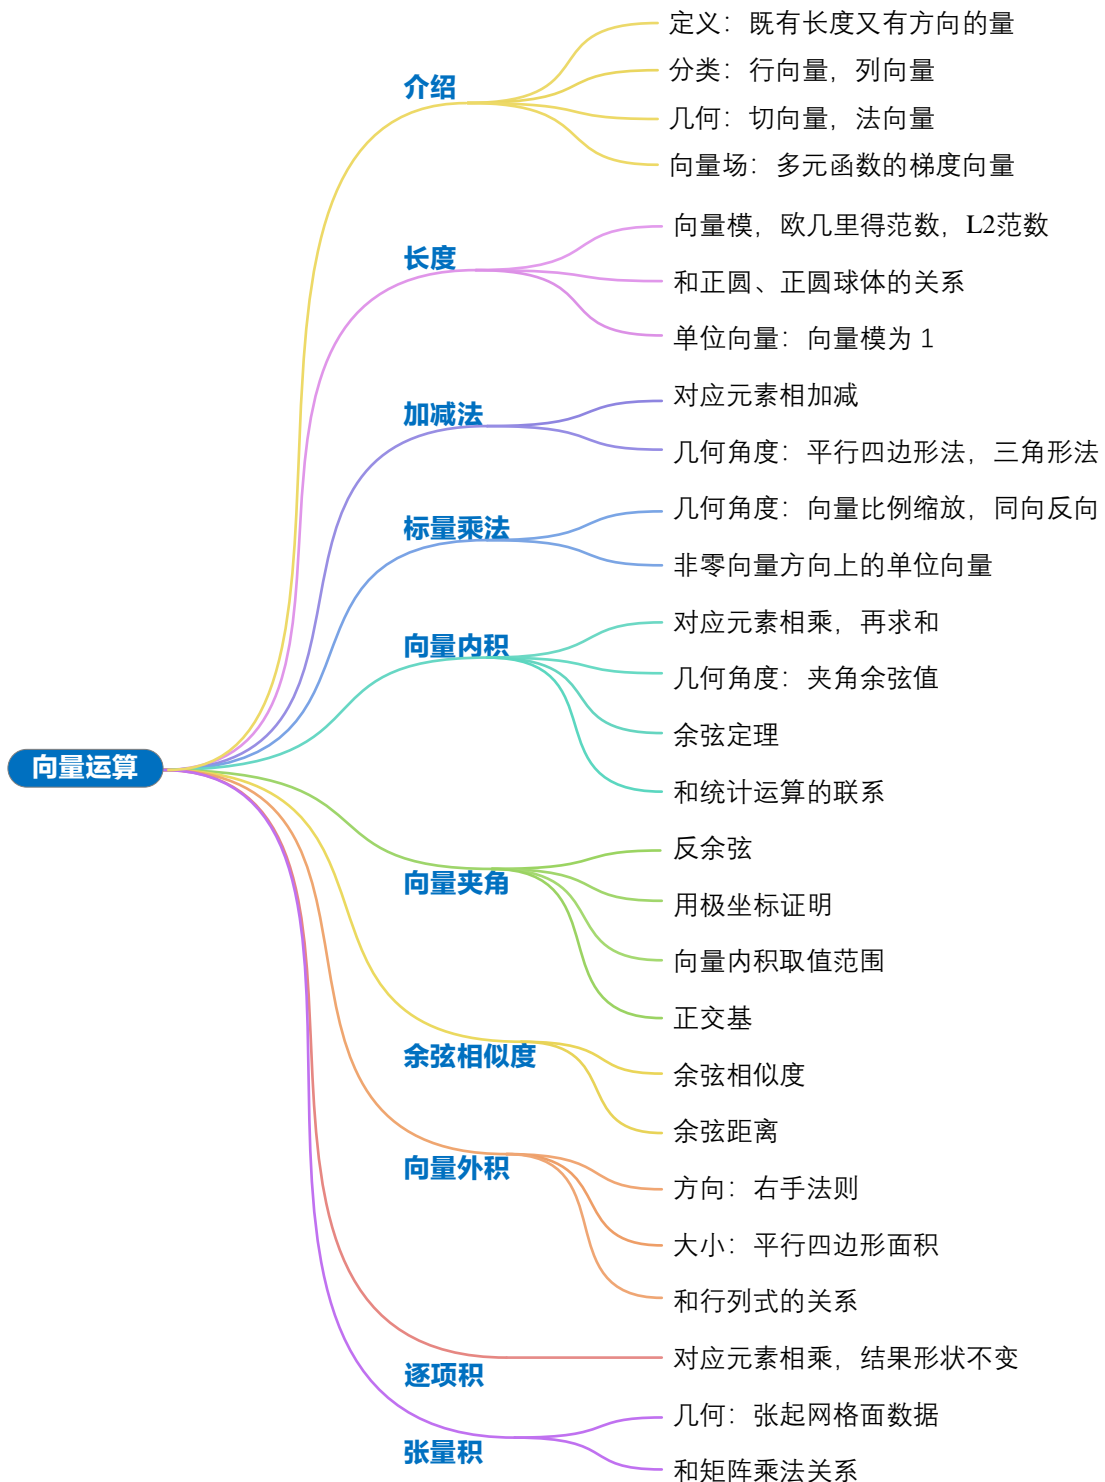 介绍
定义：既有长度又有方向的量
分类：行向量，列向量
几何：切向量，法向量
向量场：多元函数的梯度向量
长度
向量模，欧几里得范数，L2范数
和正圆、正圆球体的关系
单位向量：向量模为 1
加减法
对应元素相加减
几何角度：平行四边形法，三角形法
标量乘法
几何角度：向量比例缩放，同向反向
非零向量方向上的单位向量
向量内积
对应元素相乘，再求和
几何角度：夹角余弦值
余弦定理
和统计运算的联系
向量运算
向量夹角
反余弦
用极坐标证明
向量内积取值范围
正交基
余弦相似度
余弦相似度
余弦距离
向量外积
方向：右手法则
大小：平行四边形面积
和行列式的关系
逐项积
对应元素相乘，结果形状不变
张量积
几何：张起网格面数据
和矩阵乘法关系